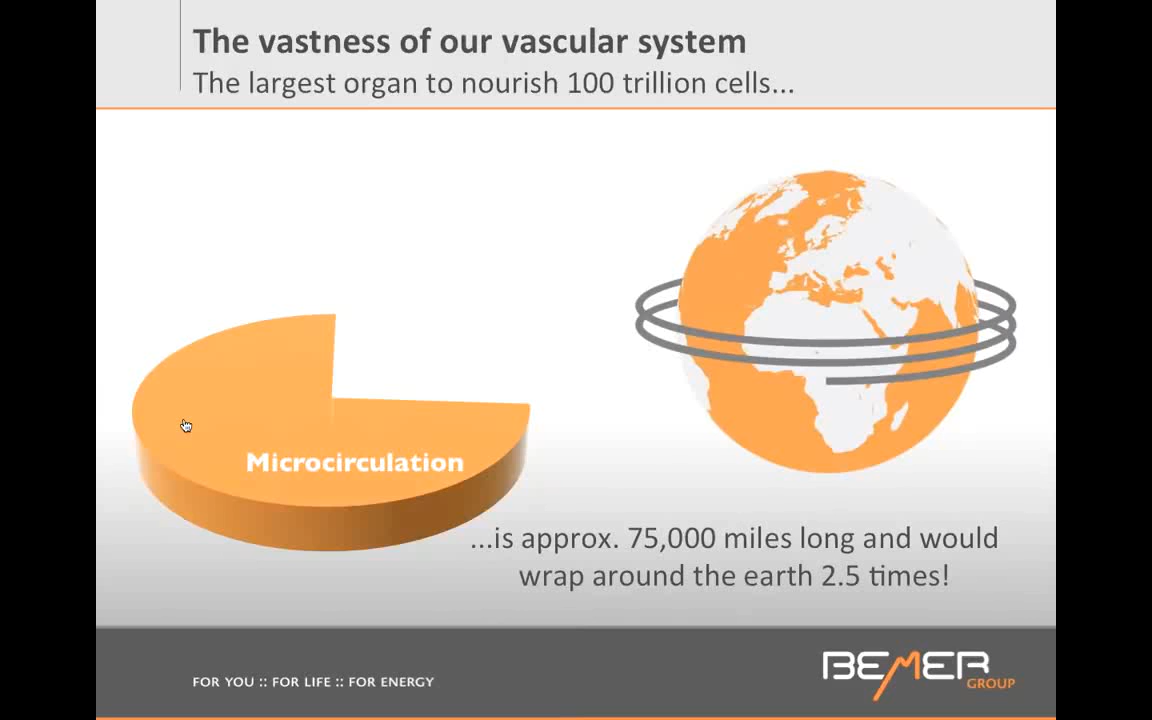 The vastness of our vascular system
The largest organ to nourish 100 trillion cells...
Microcirculation
...is approx. 75,000 miles long and would
wrap around the earth 2.5 times!
FOR YOU :: FOR LIFE :: FOR ENERGY
BEMER
GROUP